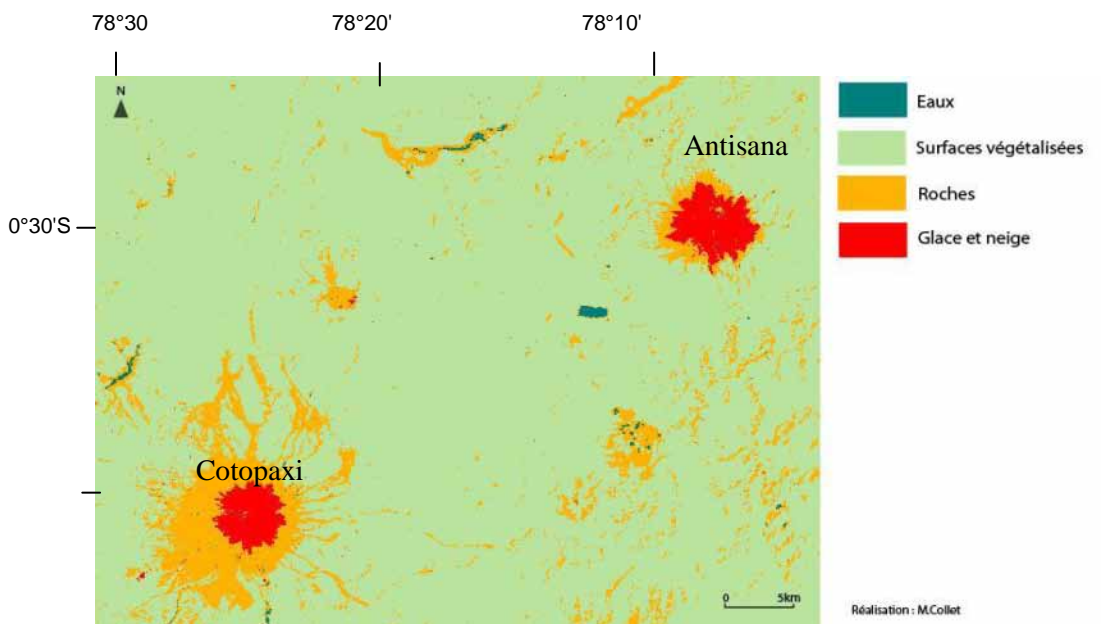 78°30 78°20' 78°10'
N
Eaux
Antisana
Surfaces végétalisées
Roches
0°30'S
Glace et neige
Cotopaxi
0 5km
Réalisation : M.Collet